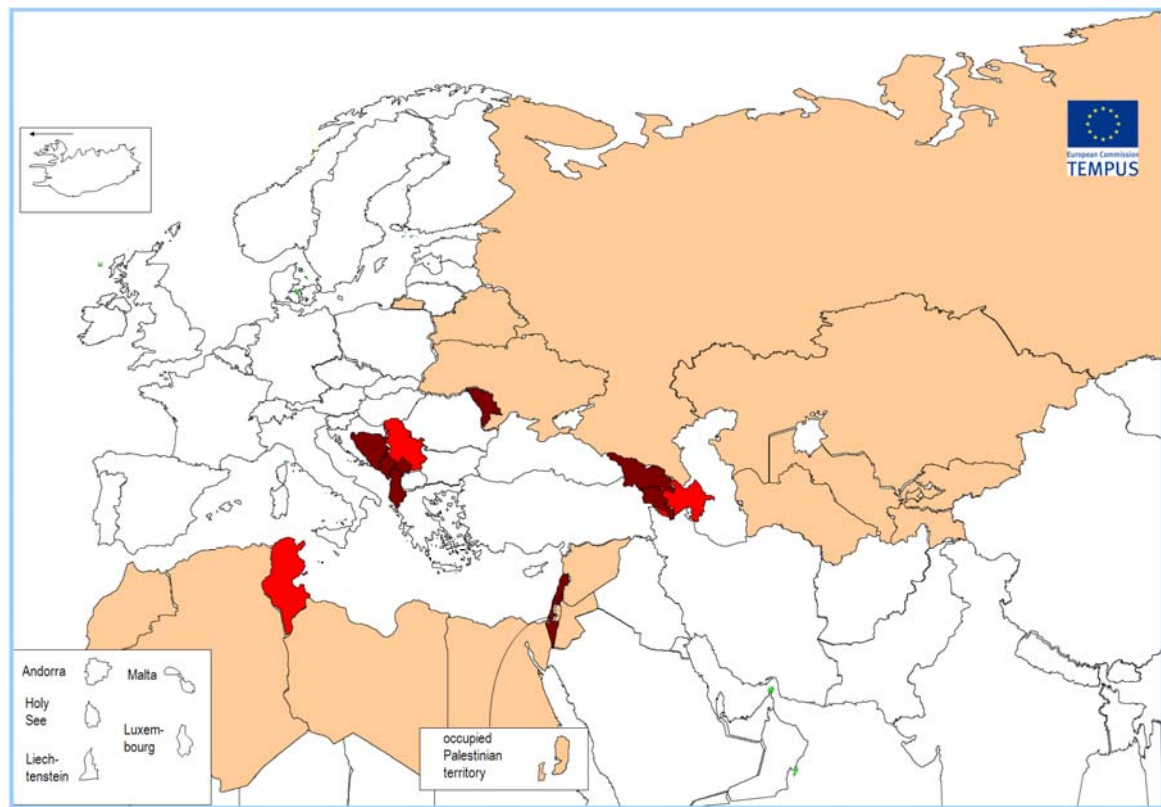 European Commission
TEMPUS
Andorra
Malta
Holy
See
Luxem-
bourg
Liech-
tenstein
occupied
Palestinian
territory